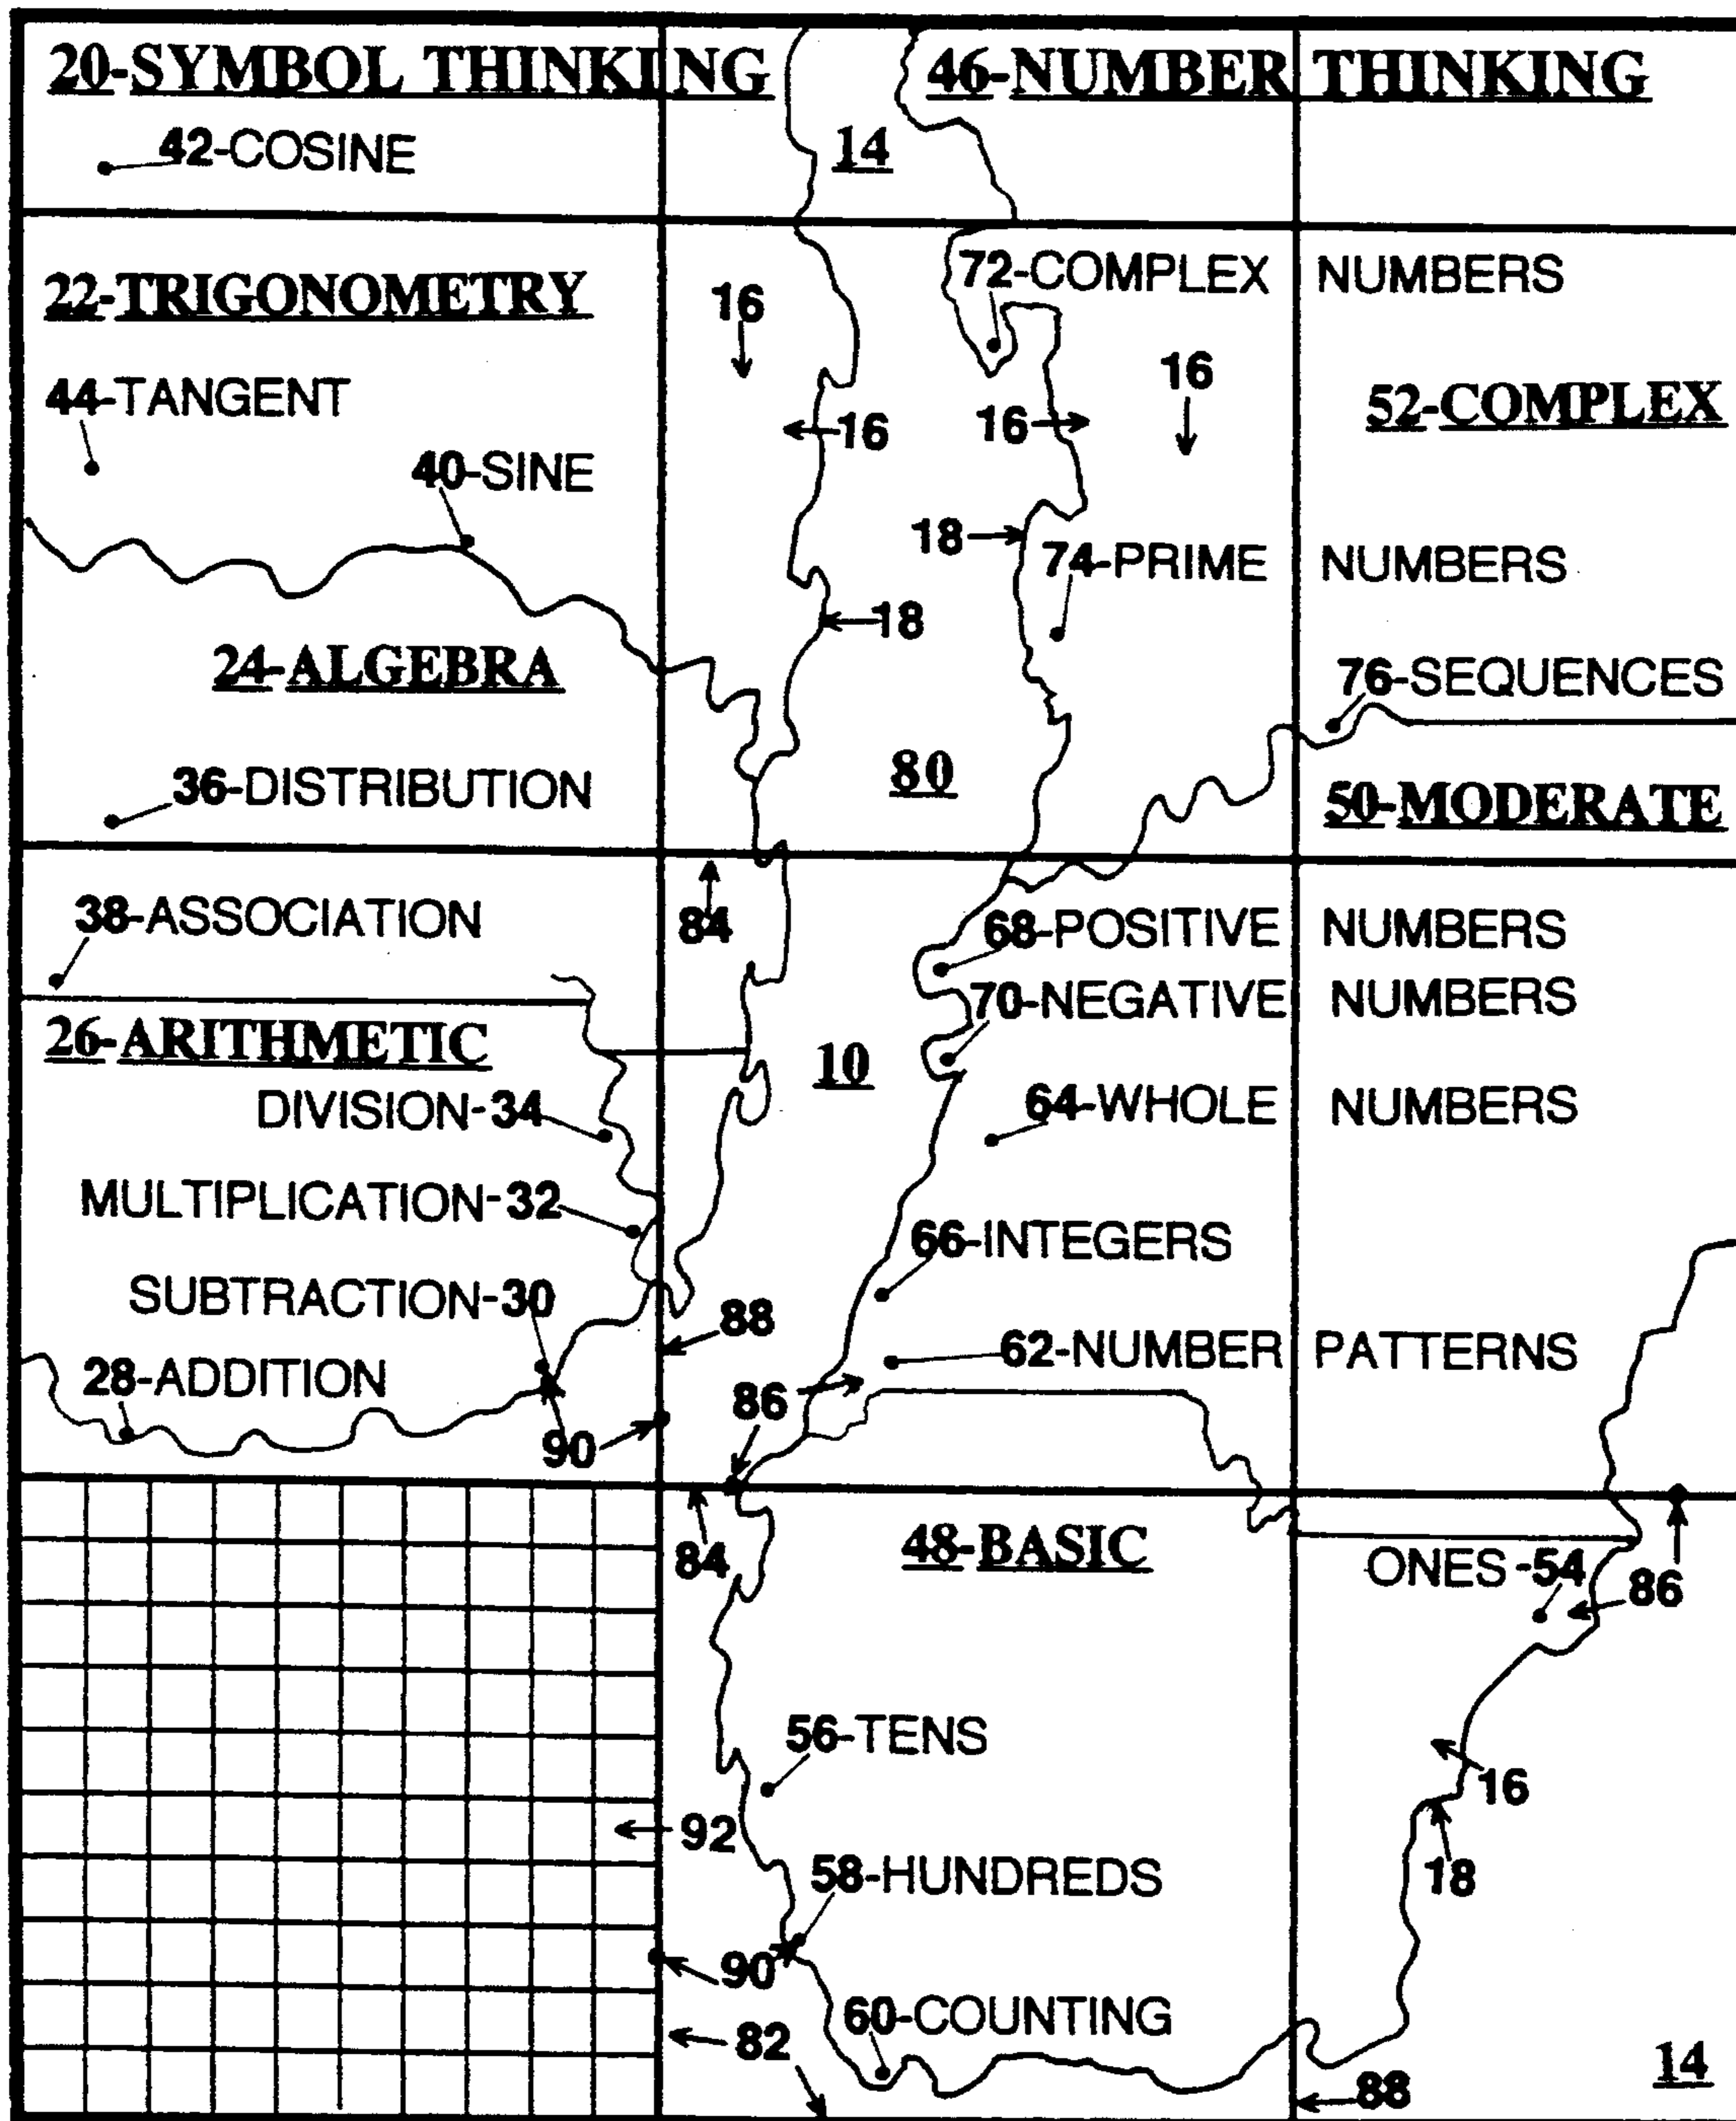 20-SYMBOL THINKING 46-NUMBER THINKING
42-COSINE 14
72-COMPLEX NUMBERS
22-TRIGONOMETRY 16
16
44-TANGENT 52-COMPLEX
16 16
40-SINE
18
74-PRIME NUMBERS
18
24-ALGEBRA 76-SEQUENCES
80
36-DISTRIBUTION 50-MODERATE
38-ASSOCIATION 84 68-POSITIVE NUMBERS
70-NEGATIVE NUMBERS
26-ARITHMETIC 10
DIVISION-34 64-WHOLE NUMBERS
MULTIPLICATION-32
66-INTEGERS
SUBTRACTION-30
88
28-ADDITION 62-NUMBER PATTERNS
86
90
84 48-BASIC ONES-54
86
56-TENS
16
92
58-HUNDREDS 18
90
60-COUNTING
82
14
88